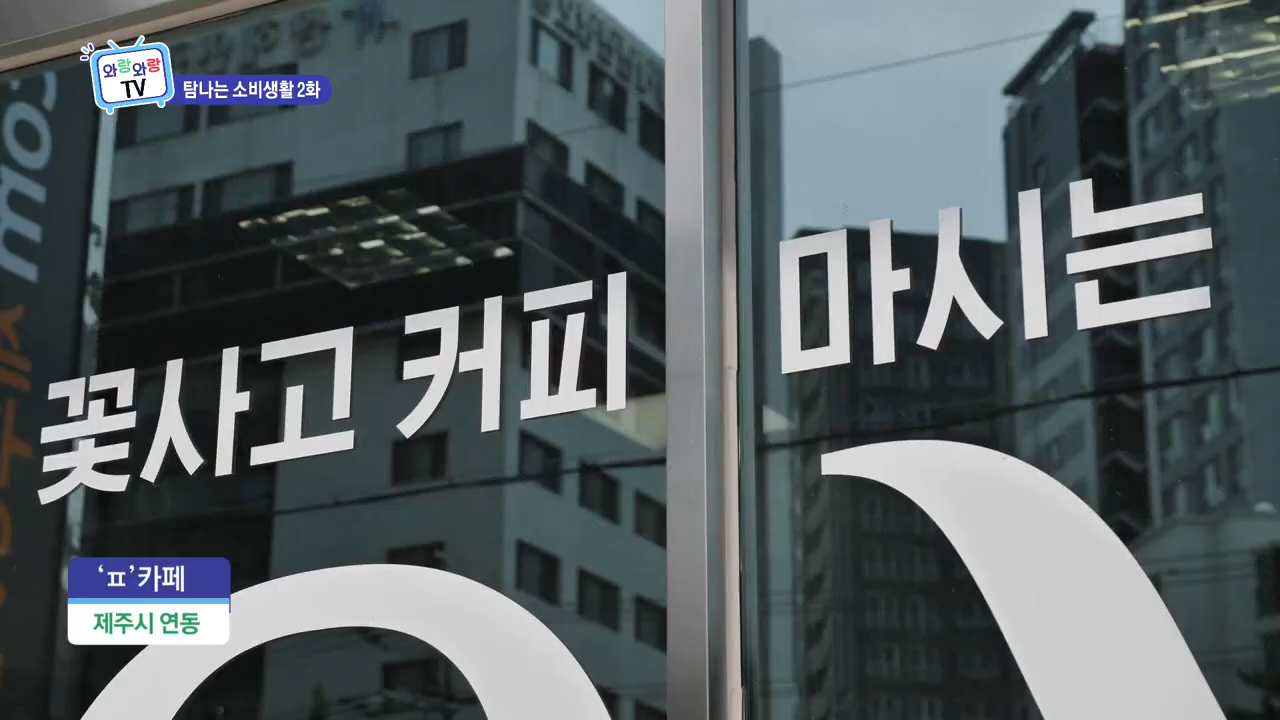 와랑와랑
TV
탐나는 소비생활 2화
꽃사고 커피 마시는
com
'ㅍ'카페
제주시 연동